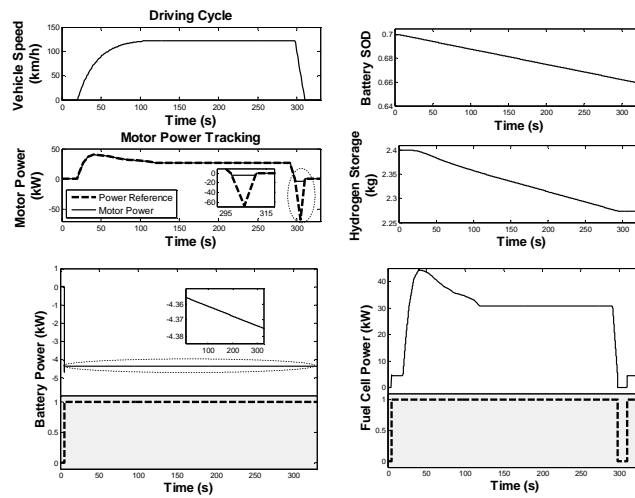 Driving Cycle
150
100
50
0
0 50 100 150 200 250 300
Vehicle Speed
(km/h)
Time (s)
0.7
0.68
0.66
0.64
0 50 100 150 200 250 300
Battery SOD
Time (s)
Motor Power Tracking
50
0
-50
0 50 100 150 200 250 300
Motor Power
(kW)
Time (s)
Power Reference
Motor Power
0
-20
-40
-60
295 315
2.4
2.35
2.3
2.25
0 50 100 150 200 250 300
Hydrogen Storage
(kg)
Time (s)
1
0
-1
-2
-3
-4
-5
1
0.5
0
0 50 100 150 200 250 300
Battery Power (kW)
Time (s)
-4.36
-4.37
-4.38
100 200 300
40
30
20
10
0
1
0.5
0
0 50 100 150 200 250 300
Fuel Cell Power (kW)
Time (s)